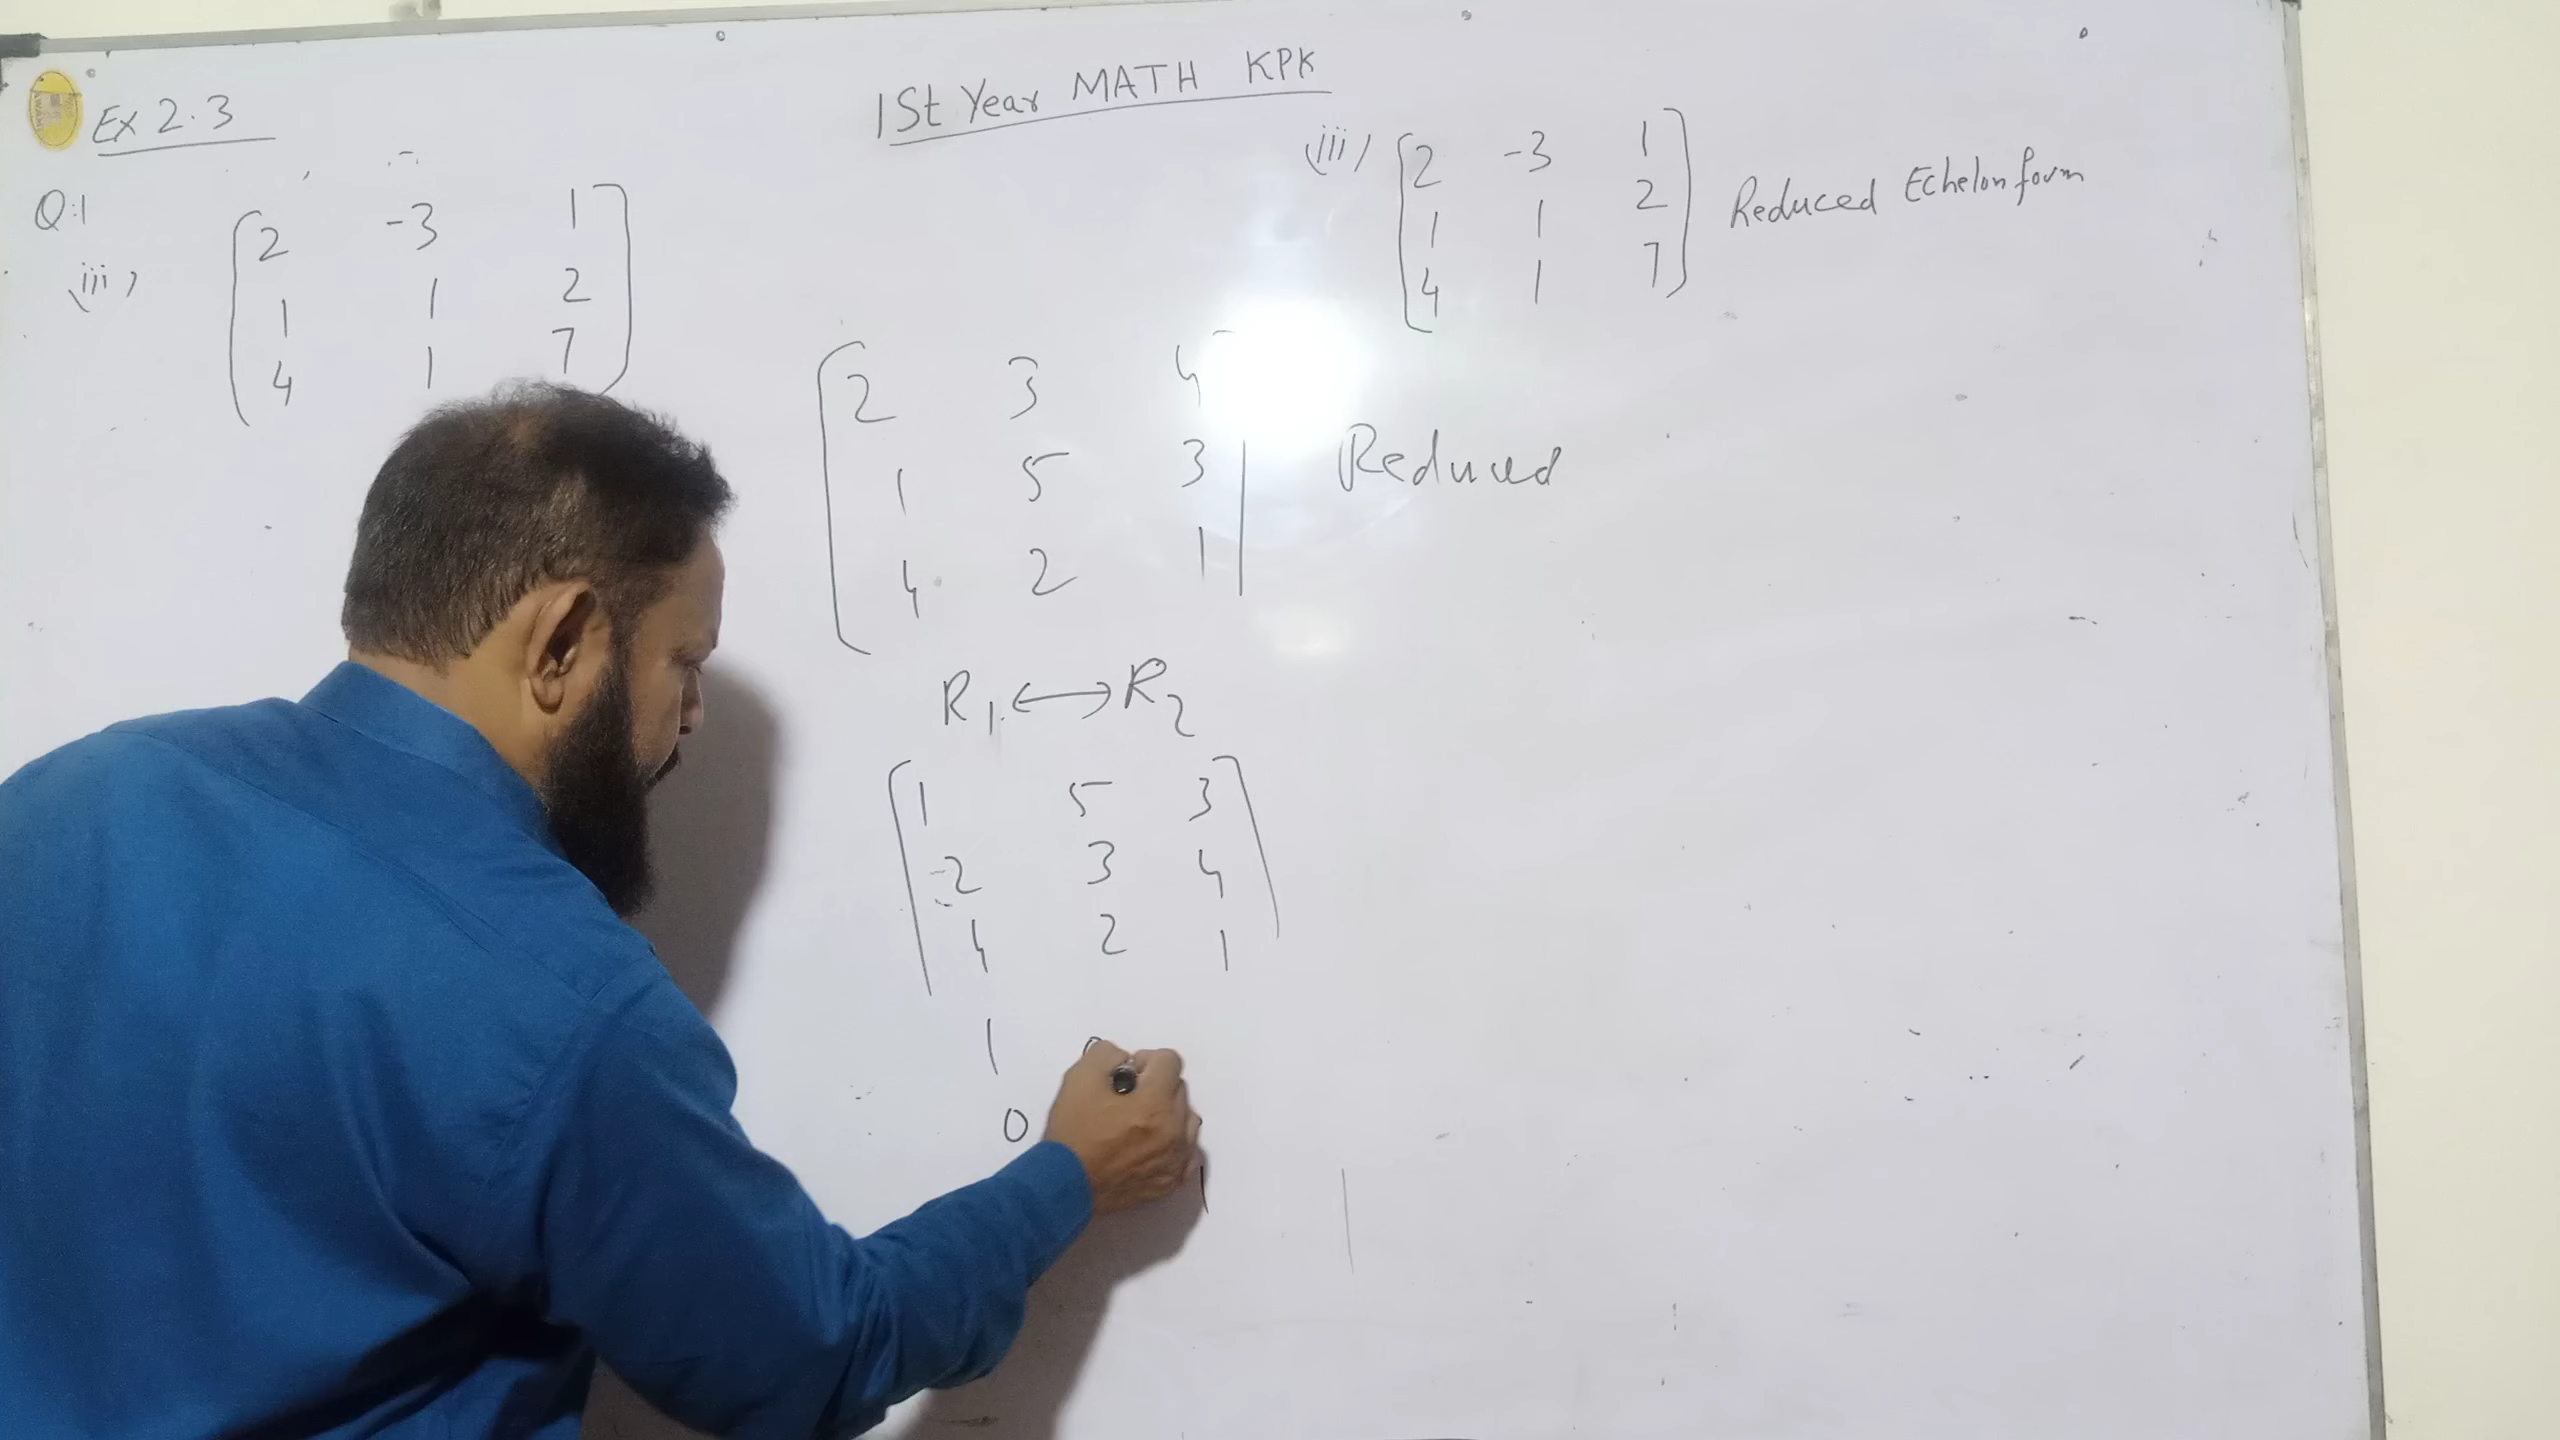 1st Year MATH KPK
Ex 2.3
Q:1
(iii)
2 -3 1
1 1 2
4 1 7
(iii)
2 -3 1
1 1 2
4 1 7
Reduced Echelon form
2 3 4
1 5 3
4 2 1
Reduced
R1 ↔ R2
1 5 3
-2 3 4
4 2 1
1
0
1